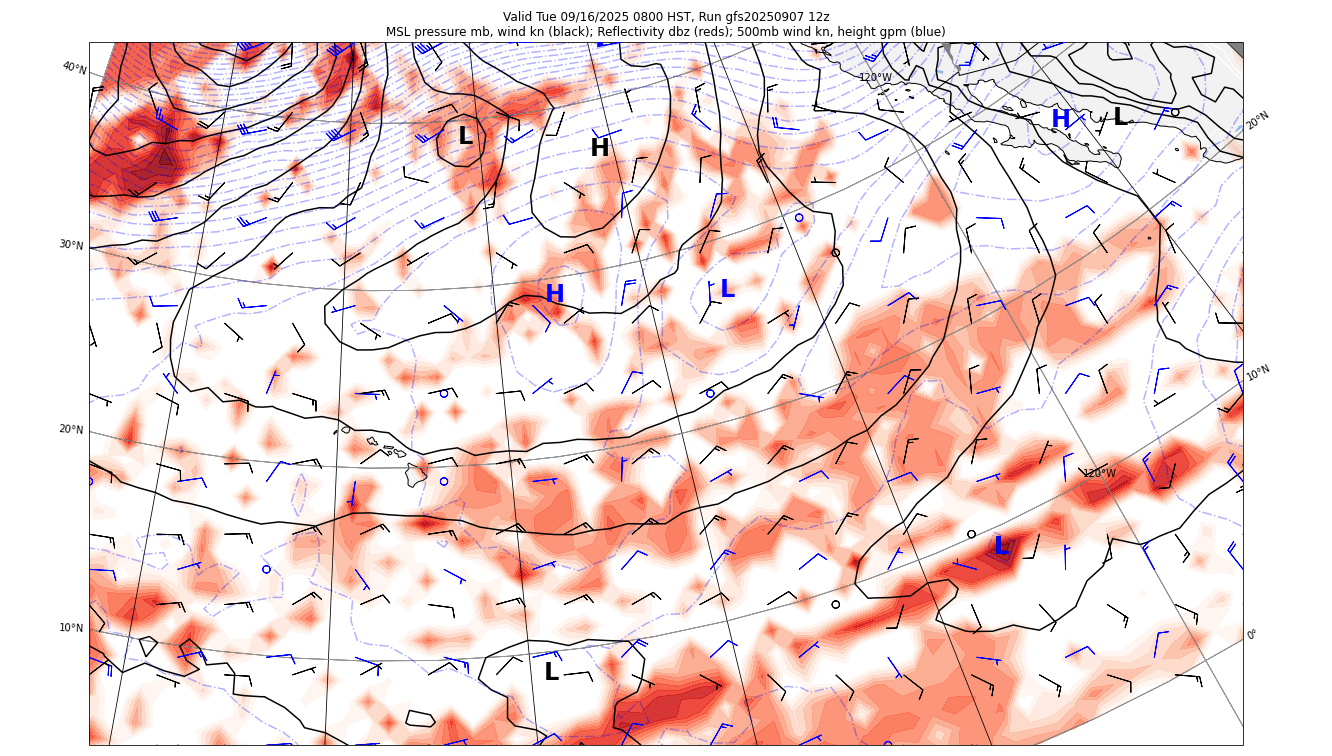 Valid Tue 09/16/2025 0800 HST, Run gfs20250907 12z
MSL pressure mb, wind kn (black); Reflectivity dbz (reds); 500mb wind kn, height gpm (blue)
40°N
120°W
H
L
20°N
L
H
30°N
H
L
10°N
20°N
120°W
L
10°N
0°
L